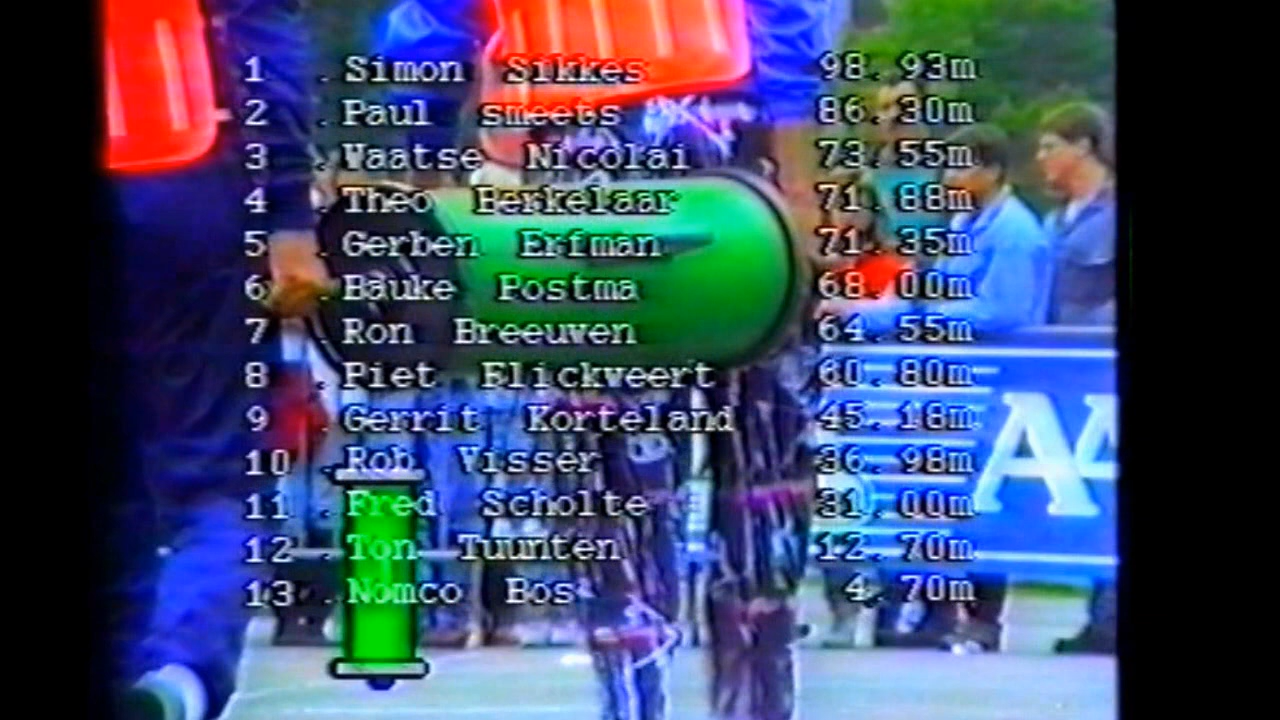 1 . Simon Sikkes 98.93m
2 . Paul smeets 86.30m
3 . Waatse Nicolai 73.55m
4 . Theo Berkelaar 71.88m
5 . Gerben Erfman 71.35m
6 . Bauke Postma 68.00m
7 . Ron Breeuwen 64.55m
8 . Piet Blickveert 60.80m
9 . Gerrit Korteland 45.18m
10 . Rob Visser 36.98m
11 . Fred Scholte 31.00m
12 . Ton Tuunten 12.70m
13 . Nomco Bos 4.70m